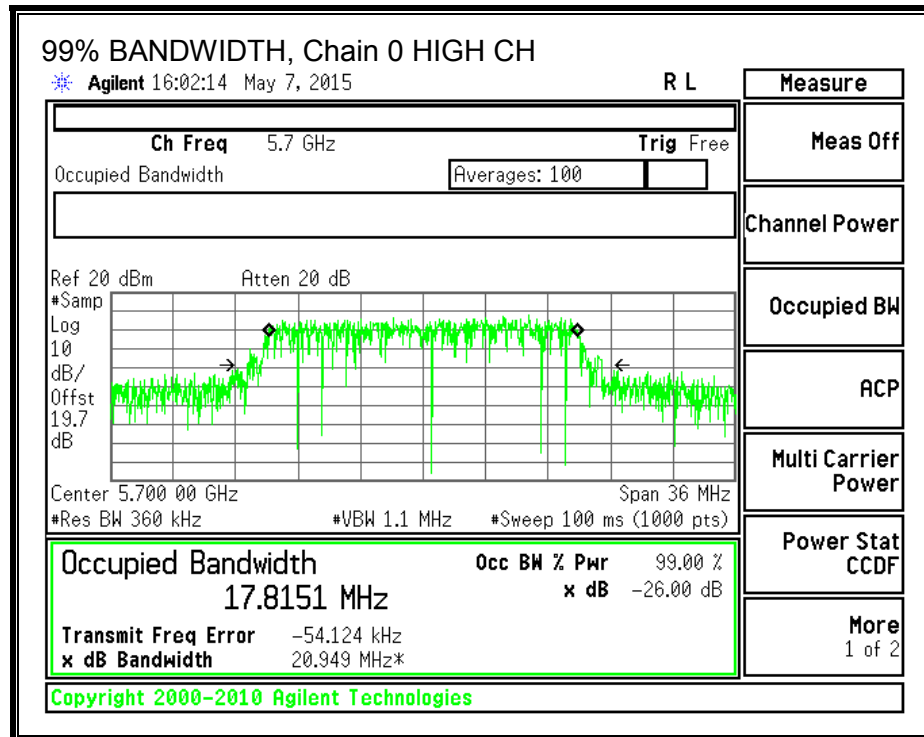 99% BANDWIDTH, Chain 0 HIGH CH
Agilent 16:02:14 May 7, 2015 R L
Measure
Ch Freq 5.7 GHz Trig Free
Meas Off
Occupied Bandwidth Averages: 100
Channel Power
Ref 20 dBm Atten 20 dB
#Samp
Log
10
dB/
Offst
19.7
dB
Occupied BW
ACP
Multi Carrier
Power
Center 5.700 00 GHz Span 36 MHz
#Res BW 360 kHz #VBW 1.1 MHz #Sweep 100 ms (1000 pts)
Power Stat
CCDF
Occupied Bandwidth Occ BW % Pwr 99.00 %
17.8151 MHz x dB -26.00 dB
Transmit Freq Error -54.124 kHz
x dB Bandwidth 20.949 MHz*
More
1 of 2
Copyright 2000-2010 Agilent Technologies